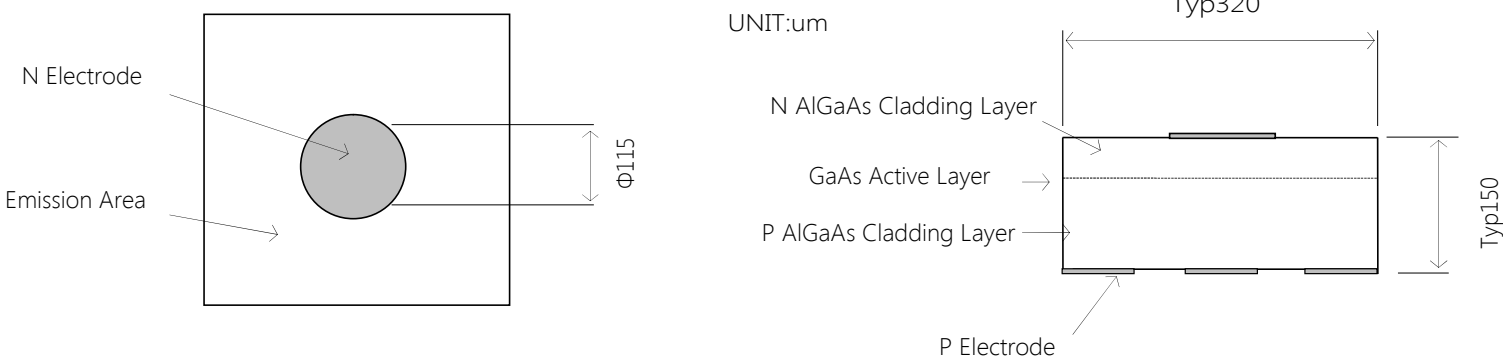 N Electrode
Emission Area
Φ115
UNIT:um
Typ320
N AlGaAs Cladding Layer
GaAs Active Layer
P AlGaAs Cladding Layer
P Electrode
Typ150